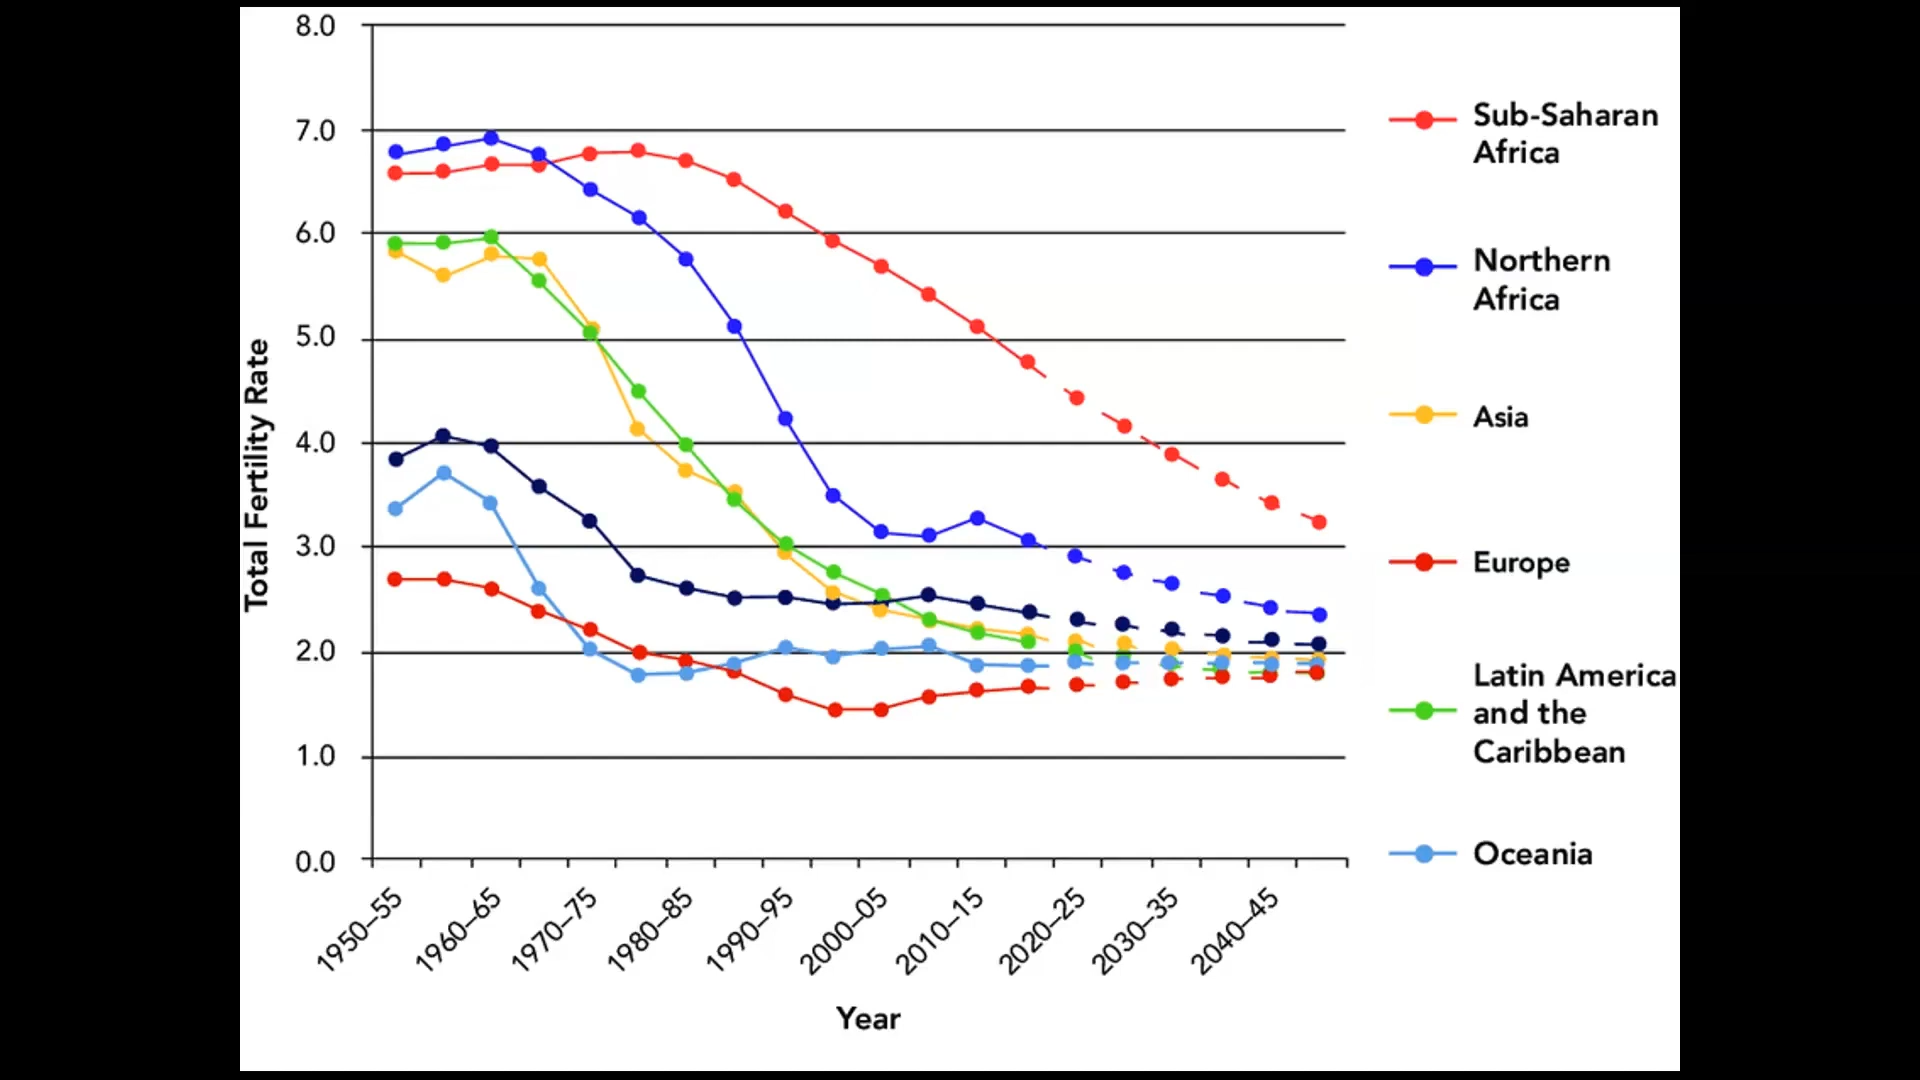 8.0
7.0
6.0
5.0
4.0
3.0
2.0
1.0
0.0
Total Fertility Rate
1950–55
1960–65
1970–75
1980–85
1990–95
2000–05
2010–15
2020–25
2030–35
2040–45
Year
Sub-Saharan
Africa
Northern
Africa
Asia
Europe
Latin America
and the
Caribbean
Oceania